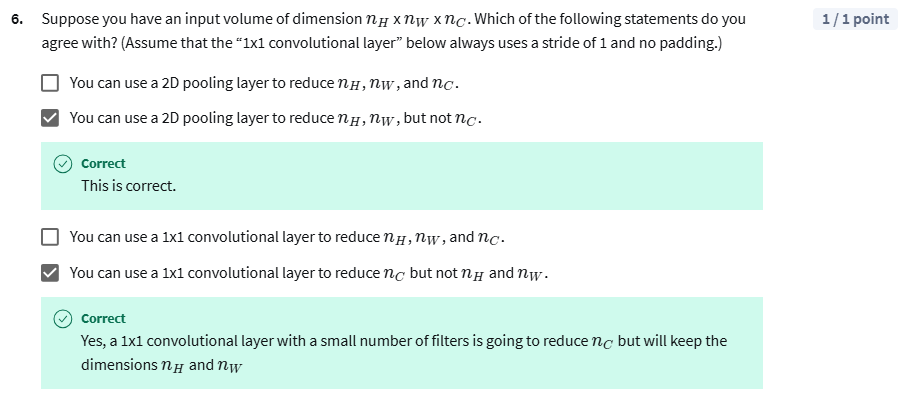 6. Suppose you have an input volume of dimension n_H x n_W x n_C. Which of the following statements do you 1 / 1 point
agree with? (Assume that the “1x1 convolutional layer” below always uses a stride of 1 and no padding.)
You can use a 2D pooling layer to reduce n_H, n_W, and n_C.
You can use a 2D pooling layer to reduce n_H, n_W, but not n_C.
Correct
This is correct.
You can use a 1x1 convolutional layer to reduce n_H, n_W, and n_C.
You can use a 1x1 convolutional layer to reduce n_C but not n_H and n_W.
Correct
Yes, a 1x1 convolutional layer with a small number of filters is going to reduce n_C but will keep the
dimensions n_H and n_W